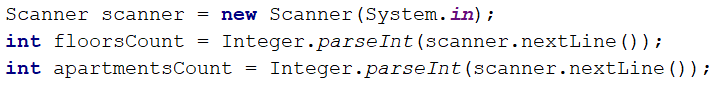 Scanner scanner = new Scanner(System.in);
int floorsCount = Integer.parseInt(scanner.nextLine());
int apartmentsCount = Integer.parseInt(scanner.nextLine());